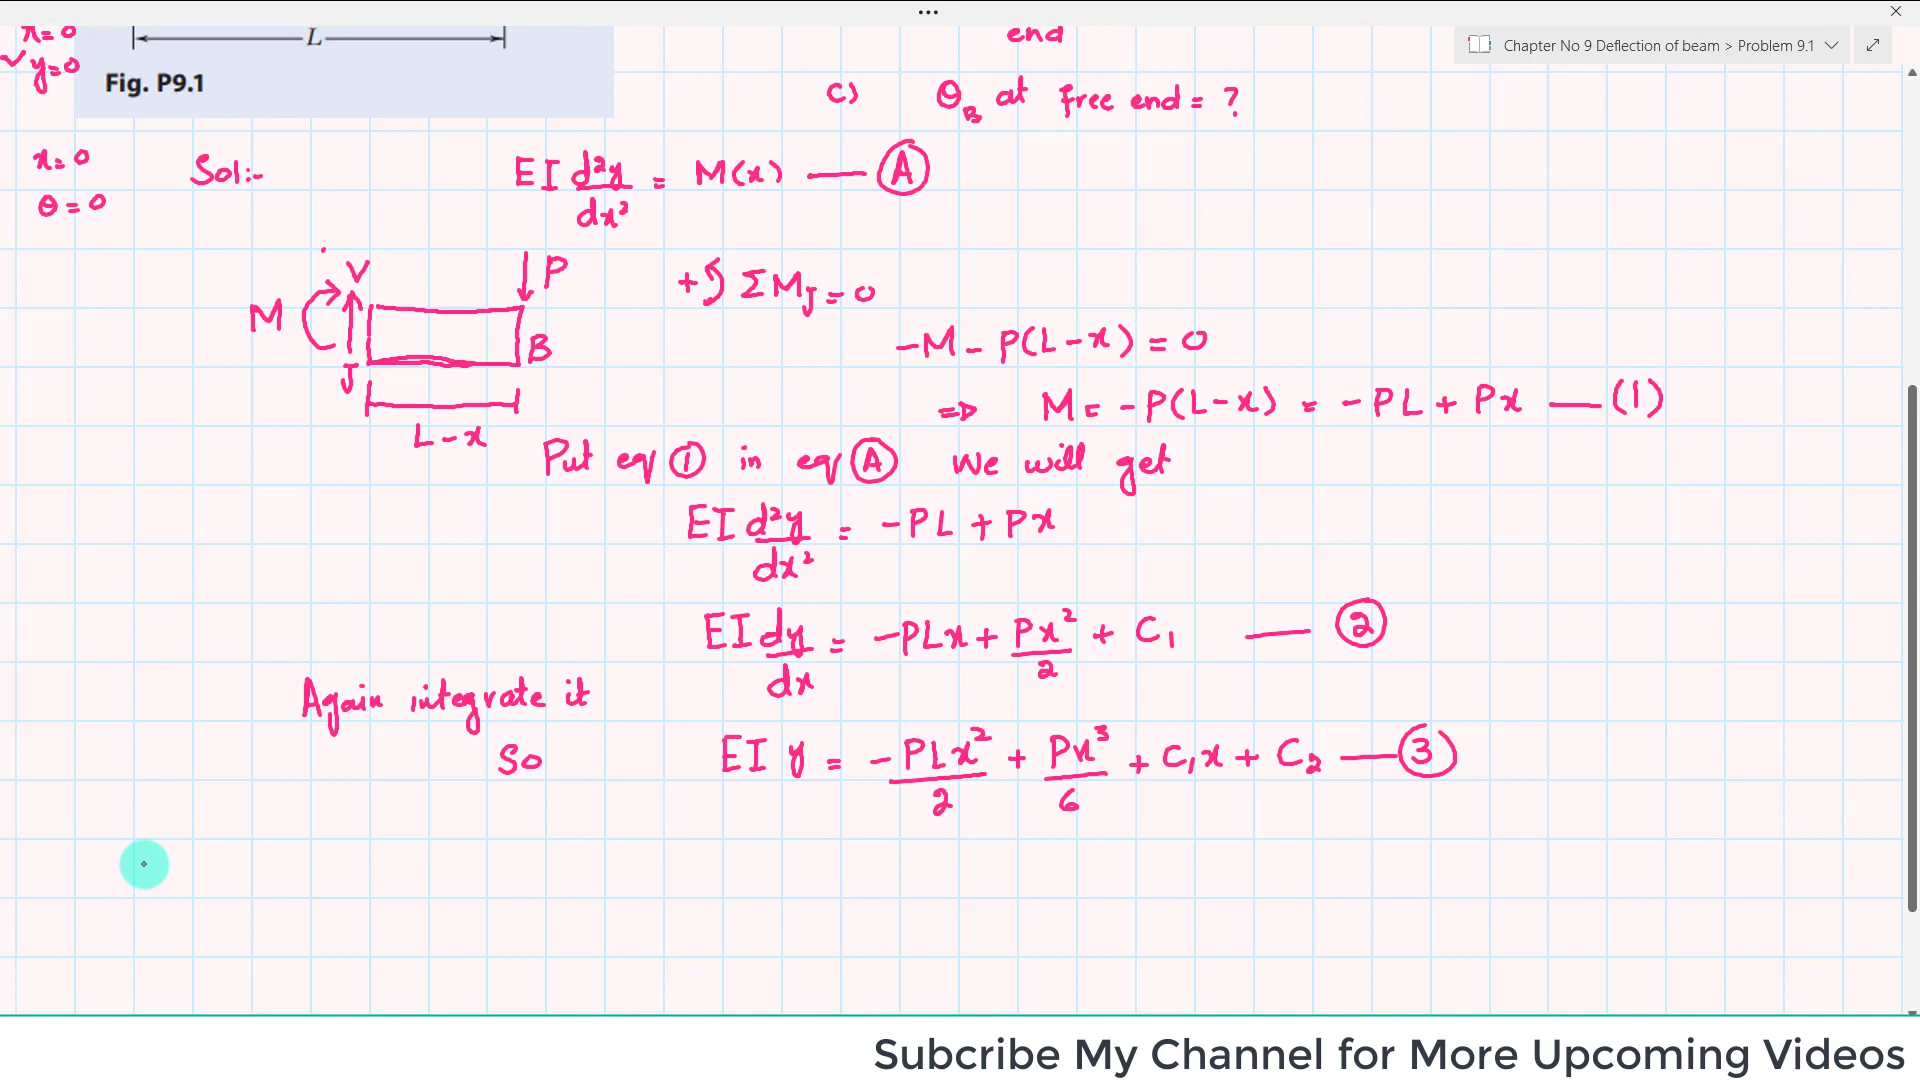 ...
Chapter No 9 Deflection of beam > Problem 9.1
x=0
y=0
L
Fig. P9.1
end
c) θ_B at free end = ?
x=0
θ=0
Sol:-
EI d²y/dx² = M(x) — (A)
V
P
M
B
J
L-x
+ ΣM_J = 0
-M - P(L-x) = 0
=> M = -P(L-x) = -PL + Px — (1)
Put eq (1) in eq (A) We will get
EI d²y/dx² = -PL + Px
EI dy/dx = -PLx + Px²/2 + C₁ — (2)
Again integrate it
So EI y = -PLx²/2 + Px³/6 + C₁x + C₂ — (3)
Subcribe My Channel for More Upcoming Videos